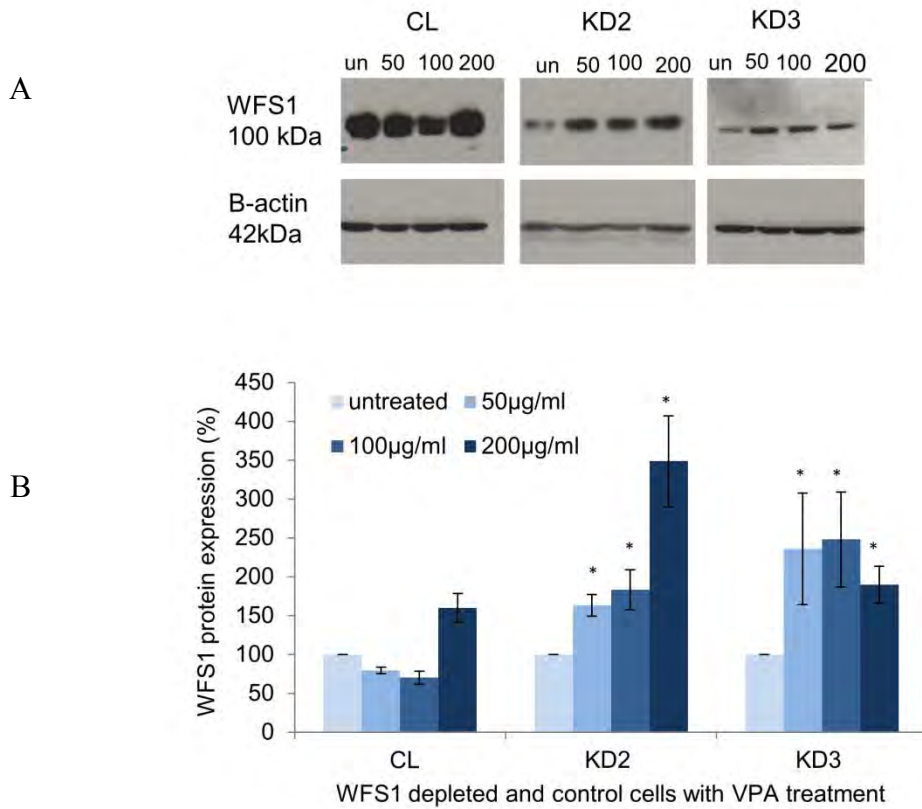 A
CL KD2 KD3
un 50 100 200 un 50 100 200 un 50 100 200
WFS1
100 kDa
B-actin
42kDa
B
450
400
350
300
250
200
150
100
50
0
WFS1 protein expression (%)
untreated 50µg/ml
100µg/ml 200µg/ml
* * * * * *
CL KD2 KD3
WFS1 depleted and control cells with VPA treatment